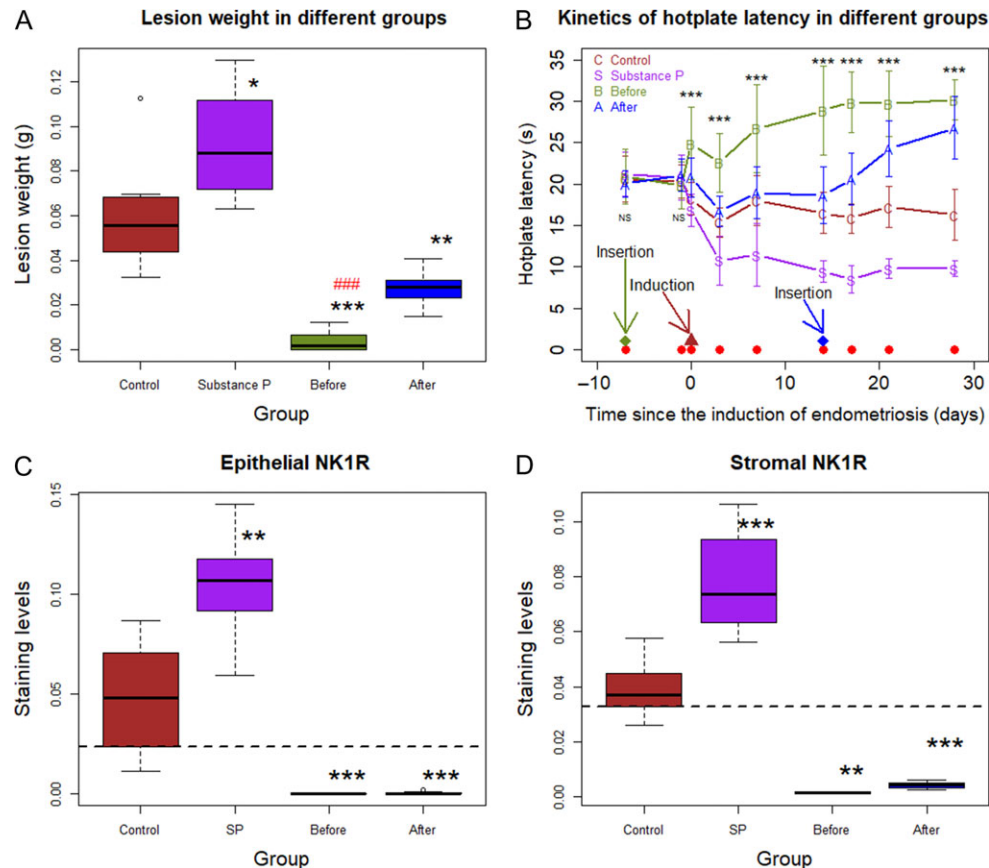 A
Lesion weight in different groups
Lesion weight (g)
0.12
0.10
0.08
0.06
0.04
0.02
0.00
*
###
***
**
Control Substance P Before After
Group
B
Kinetics of hotplate latency in different groups
Hotplate latency (s)
35
30
25
20
15
10
5
0
C Control
S Substance P
B Before
A After
*** *** *** *** *** *** *** ***
NS NS
Insertion
Induction
Insertion
−10 −5 0 5 10 20 30
Time since the induction of endometriosis (days)
C
Epithelial NK1R
Staining levels
0.15
0.10
0.05
0.00
**
*** ***
Control SP Before After
Group
D
Stromal NK1R
Staining levels
0.10
0.08
0.06
0.04
0.02
0.00
***
**
***
Control SP Before After
Group